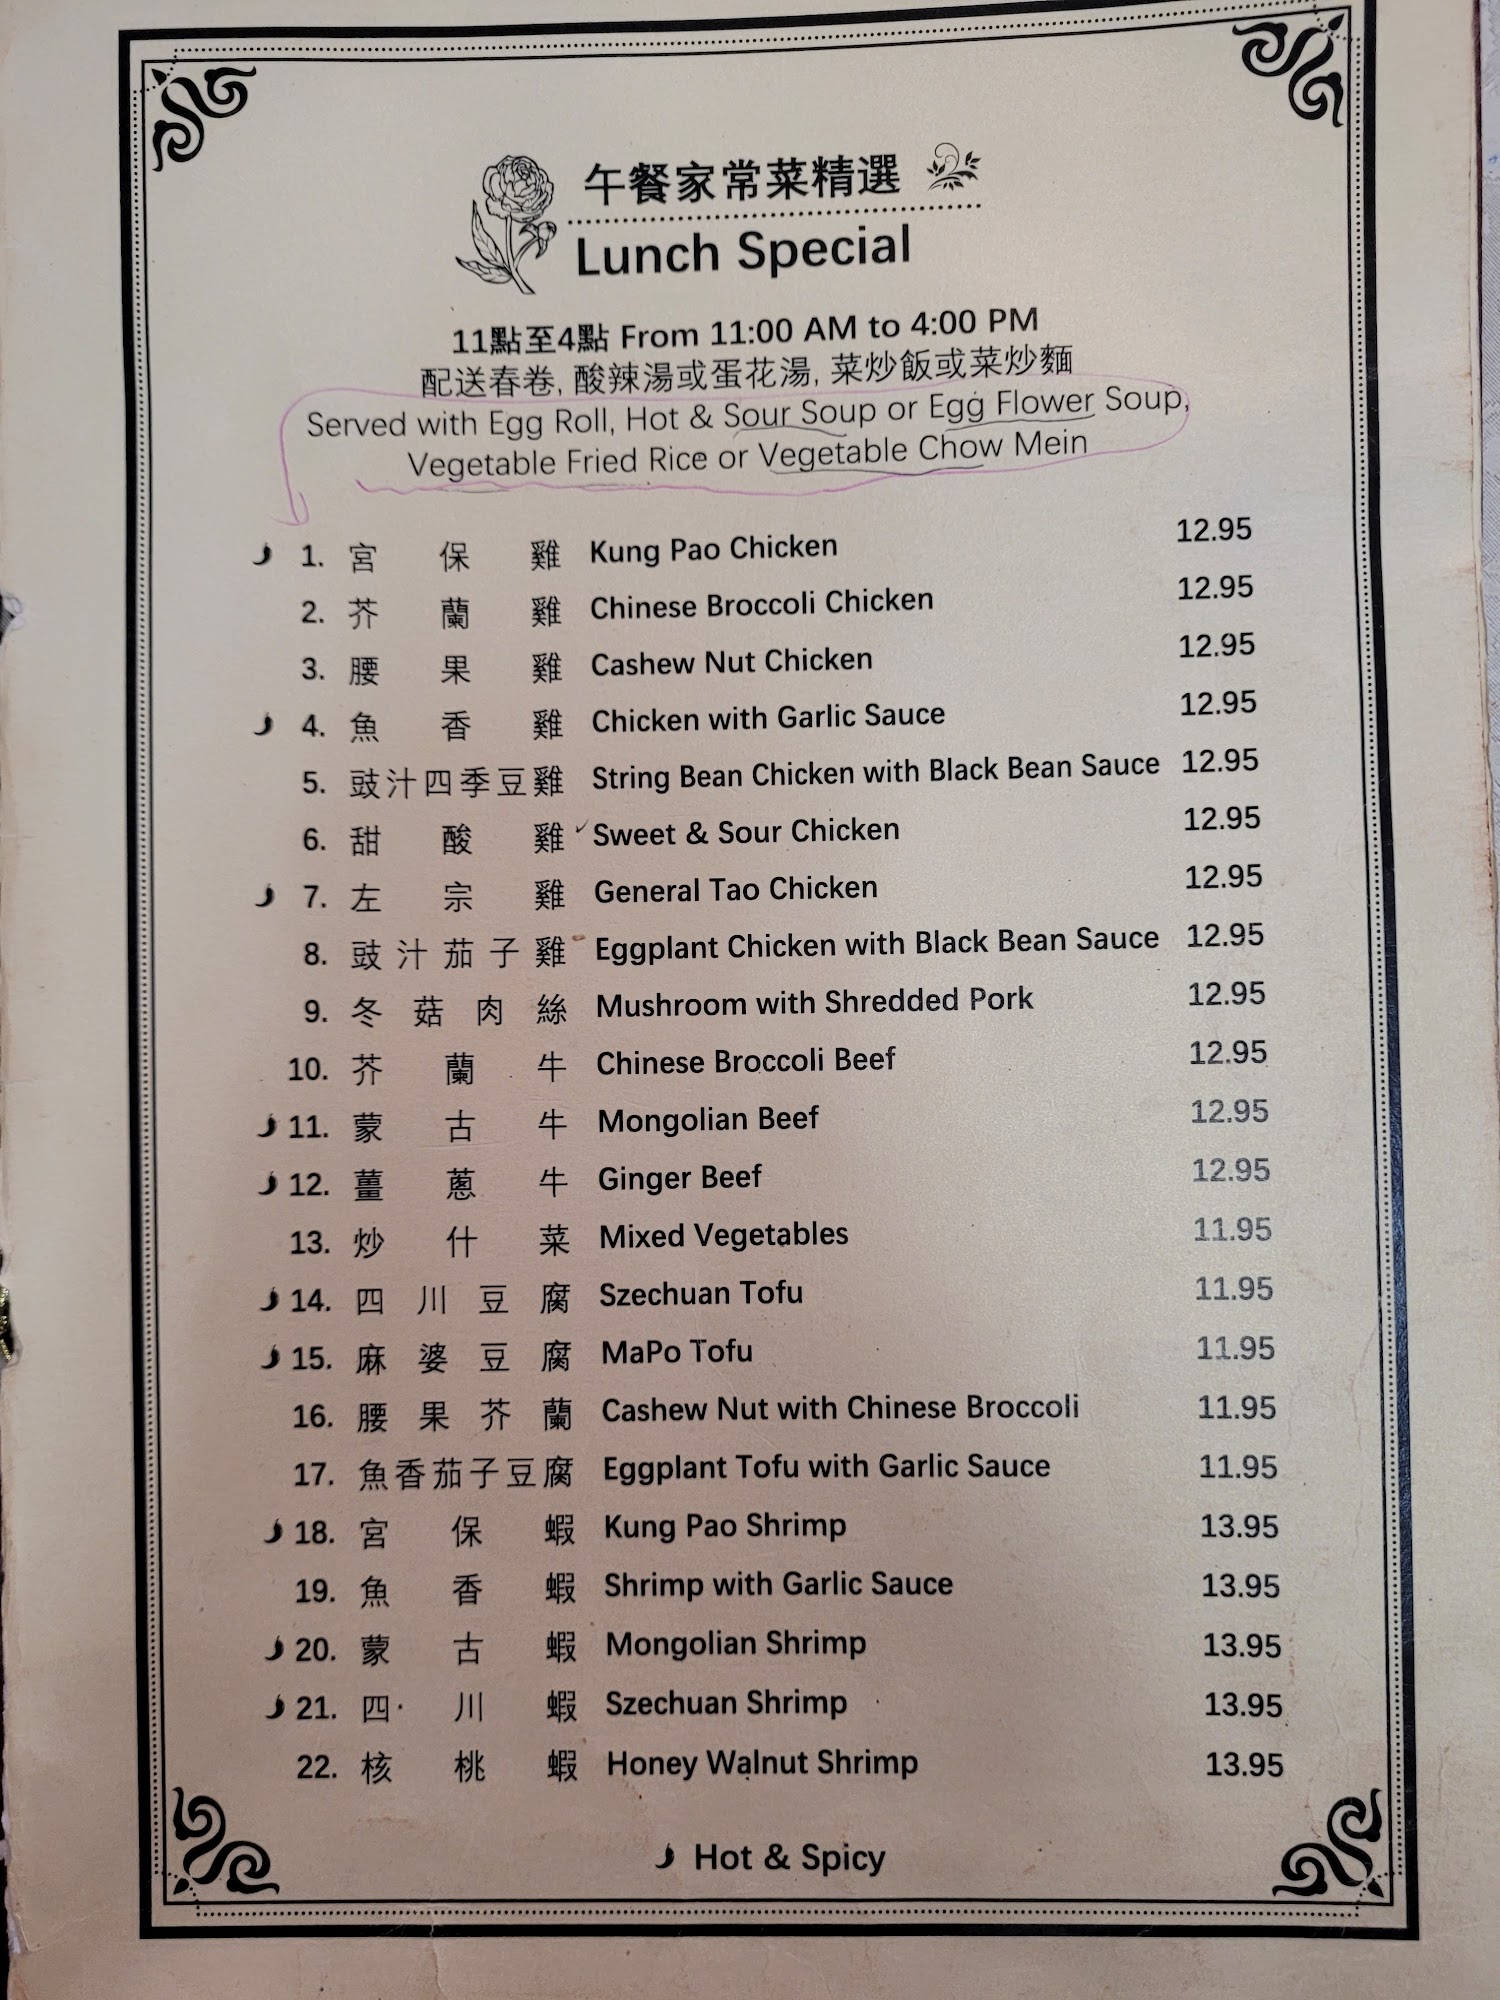 午餐家常菜精選
Lunch Special
11點至4點 From 11:00 AM to 4:00 PM
配送春卷, 酸辣湯或蛋花湯, 菜炒飯或菜炒麵
Served with Egg Roll, Hot & Sour Soup or Egg Flower Soup,
Vegetable Fried Rice or Vegetable Chow Mein
1. 宮保雞 Kung Pao Chicken 12.95
2. 芥蘭雞 Chinese Broccoli Chicken 12.95
3. 腰果雞 Cashew Nut Chicken 12.95
4. 魚香雞 Chicken with Garlic Sauce 12.95
5. 豉汁四季豆雞 String Bean Chicken with Black Bean Sauce 12.95
6. 甜酸雞 Sweet & Sour Chicken 12.95
7. 左宗雞 General Tao Chicken 12.95
8. 豉汁茄子雞 Eggplant Chicken with Black Bean Sauce 12.95
9. 冬菇肉絲 Mushroom with Shredded Pork 12.95
10. 芥蘭牛 Chinese Broccoli Beef 12.95
11. 蒙古牛 Mongolian Beef 12.95
12. 薑蔥牛 Ginger Beef 12.95
13. 炒什菜 Mixed Vegetables 11.95
14. 四川豆腐 Szechuan Tofu 11.95
15. 麻婆豆腐 MaPo Tofu 11.95
16. 腰果芥蘭 Cashew Nut with Chinese Broccoli 11.95
17. 魚香茄子豆腐 Eggplant Tofu with Garlic Sauce 11.95
18. 宮保蝦 Kung Pao Shrimp 13.95
19. 魚香蝦 Shrimp with Garlic Sauce 13.95
20. 蒙古蝦 Mongolian Shrimp 13.95
21. 四川蝦 Szechuan Shrimp 13.95
22. 核桃蝦 Honey Walnut Shrimp 13.95
Hot & Spicy